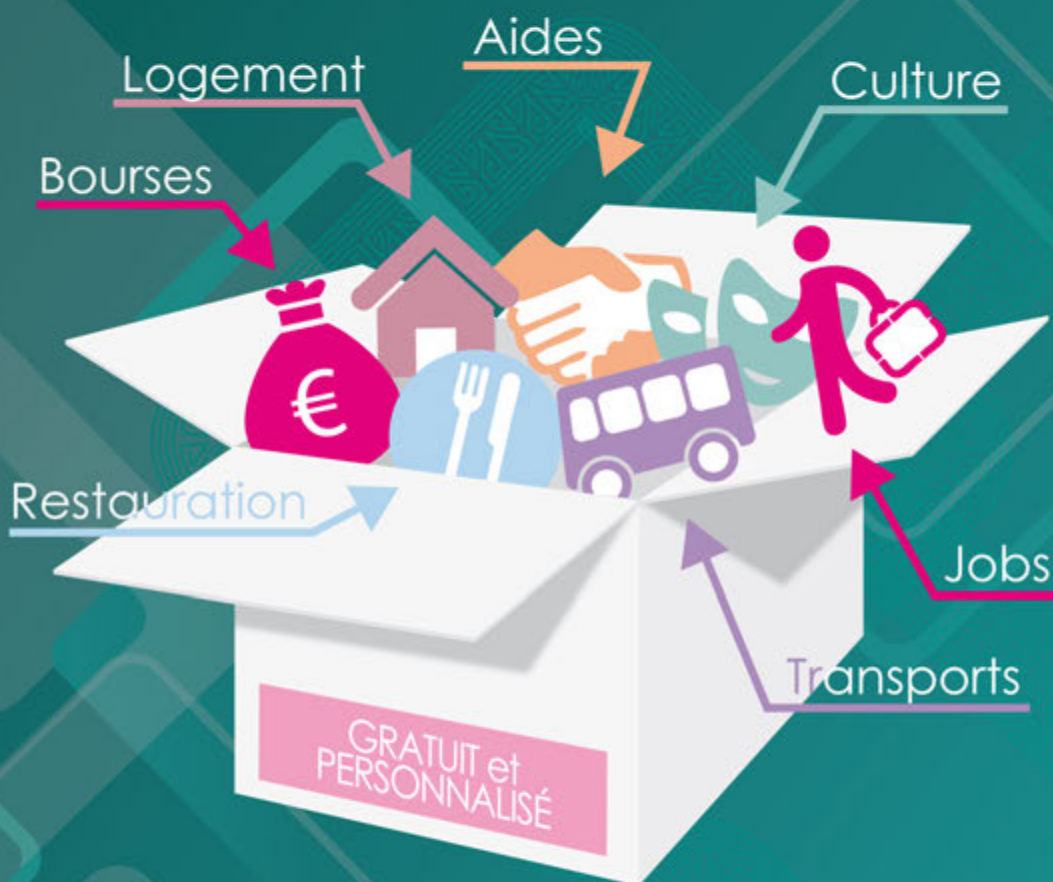 Aides
Logement
Culture
Bourses
€
Restauration
Jobs
Transports
GRATUIT et
PERSONNALISÉ